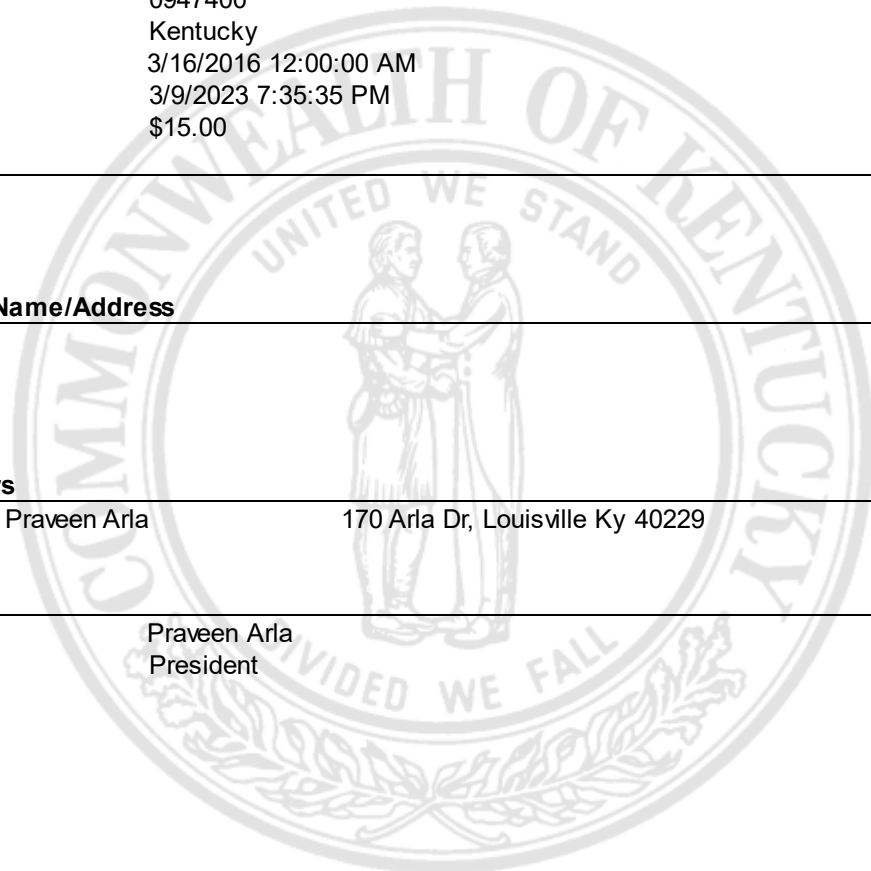 0947400
Kentucky
3/16/2016 12:00:00 AM
3/9/2023 7:35:35 PM
$15.00
COMMONWEALTH OF KENTUCKY
UNITED WE STAND
Name/Address
Praveen Arla 170 Arla Dr, Louisville Ky 40229
Praveen Arla
President
DIVIDED WE FALL